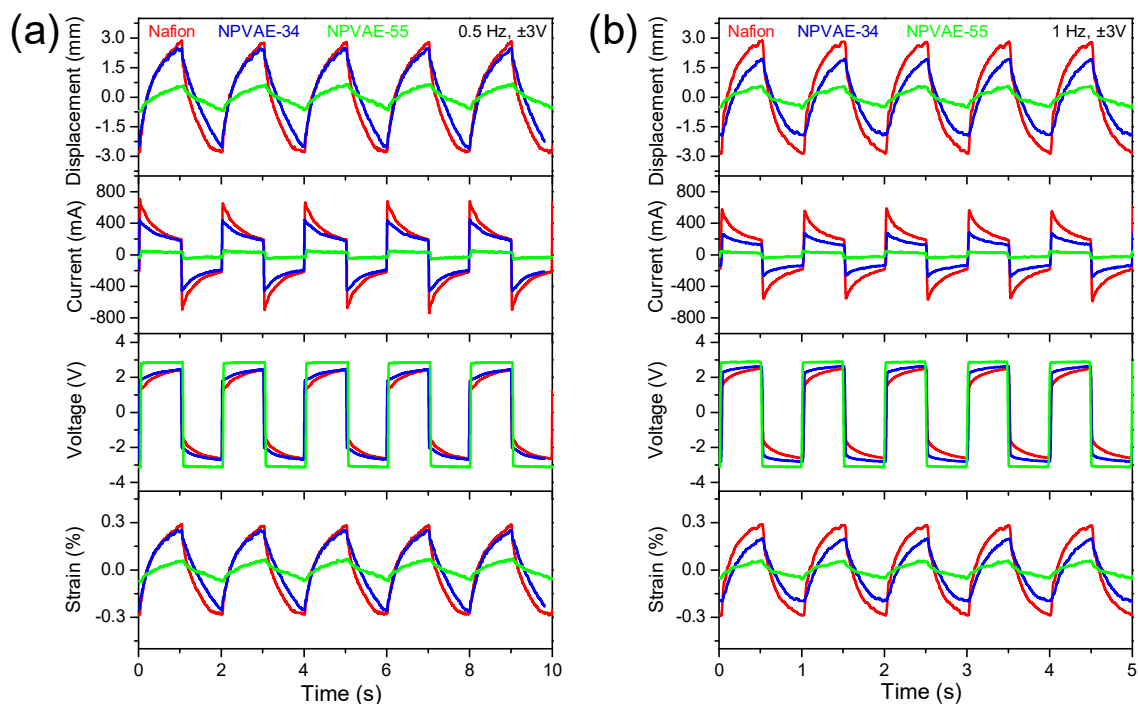 (a)
Nafion NPVAE-34 NPVAE-55 0.5 Hz, ±3V
Displacement (mm)
3.0
1.5
0.0
-1.5
-3.0
Current (mA)
800
400
0
-400
-800
Voltage (V)
4
2
0
-2
-4
Strain (%)
0.3
0.0
-0.3
0 2 4 6 8 10
Time (s)
(b)
Nafion NPVAE-34 NPVAE-55 1 Hz, ±3V
Displacement (mm)
3.0
1.5
0.0
-1.5
-3.0
Current (mA)
800
400
0
-400
-800
Voltage (V)
4
2
0
-2
-4
Strain (%)
0.3
0.0
-0.3
0 1 2 3 4 5
Time (s)